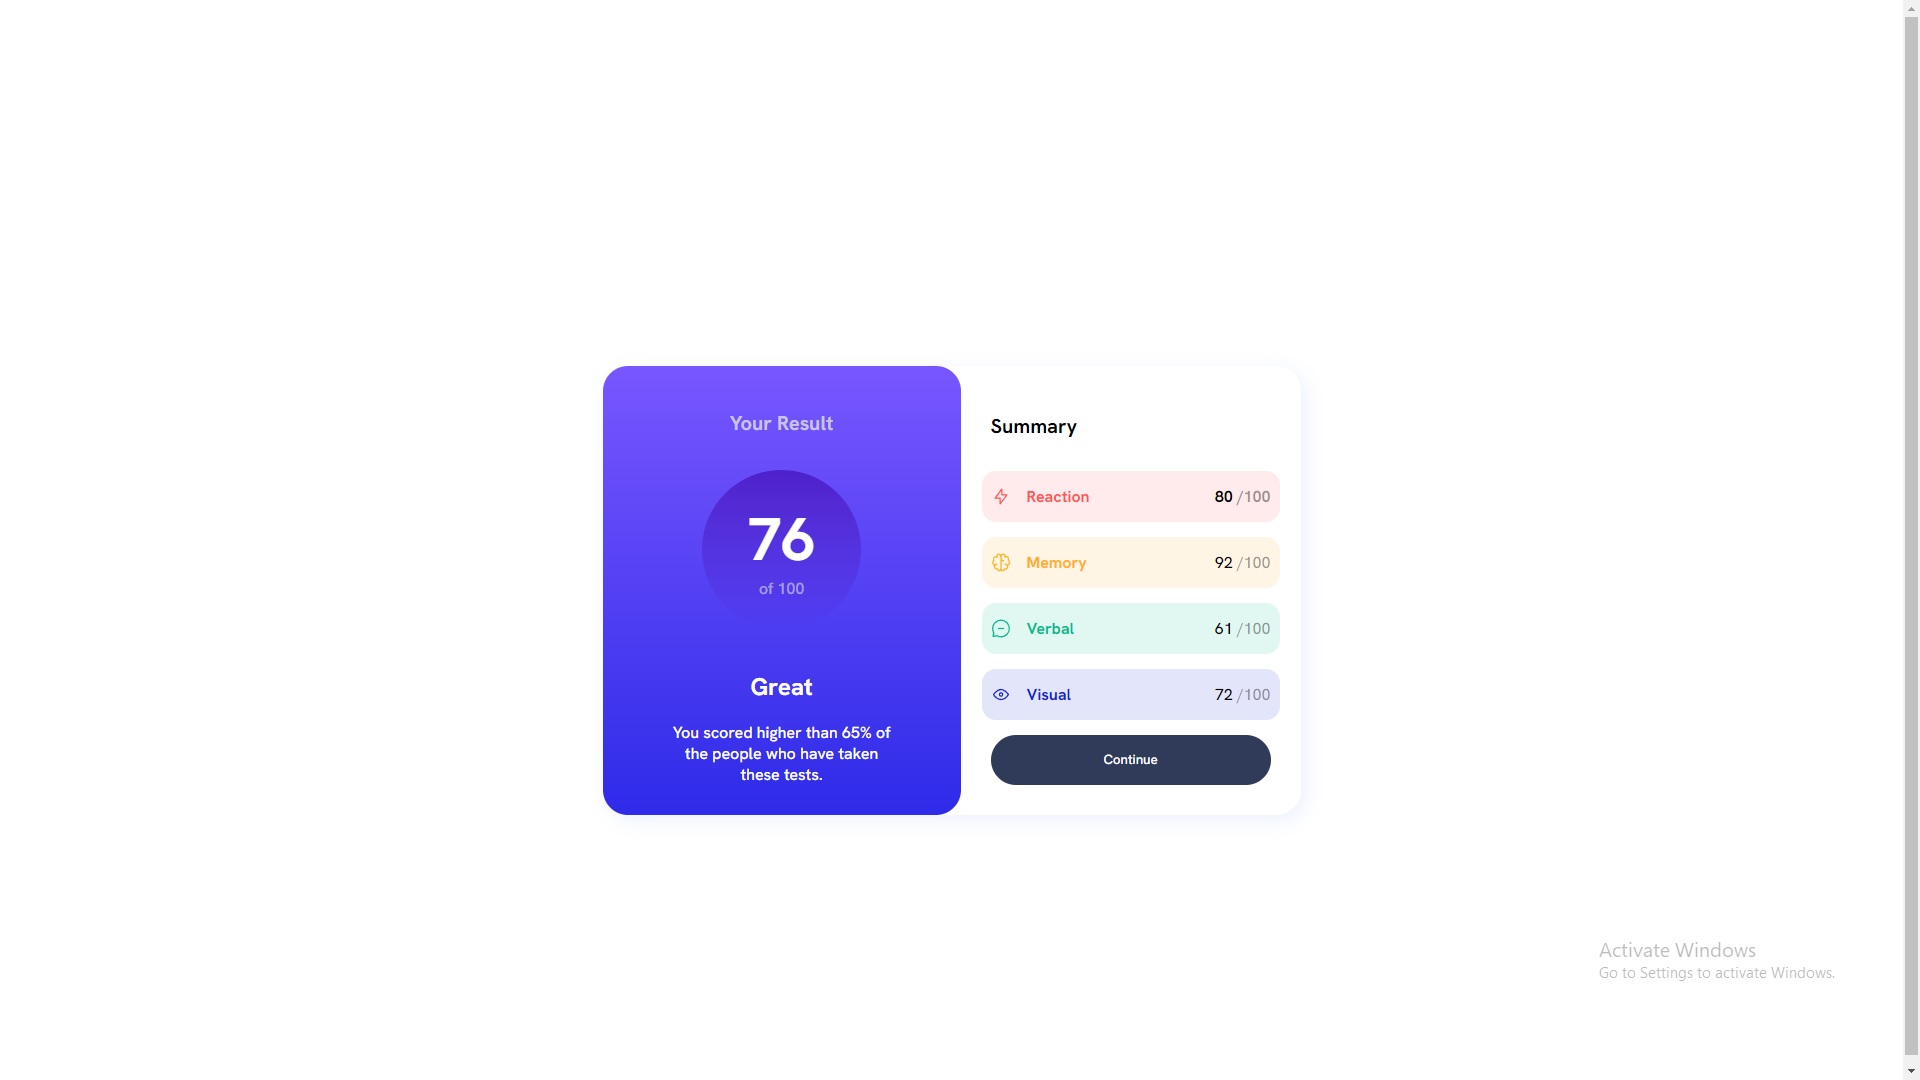 Your Result
76
of 100
Great
You scored higher than 65% of
the people who have taken
these tests.
Summary
Reaction 80 /100
Memory 92 /100
Verbal 61 /100
Visual 72 /100
Continue
Activate Windows
Go to Settings to activate Windows.